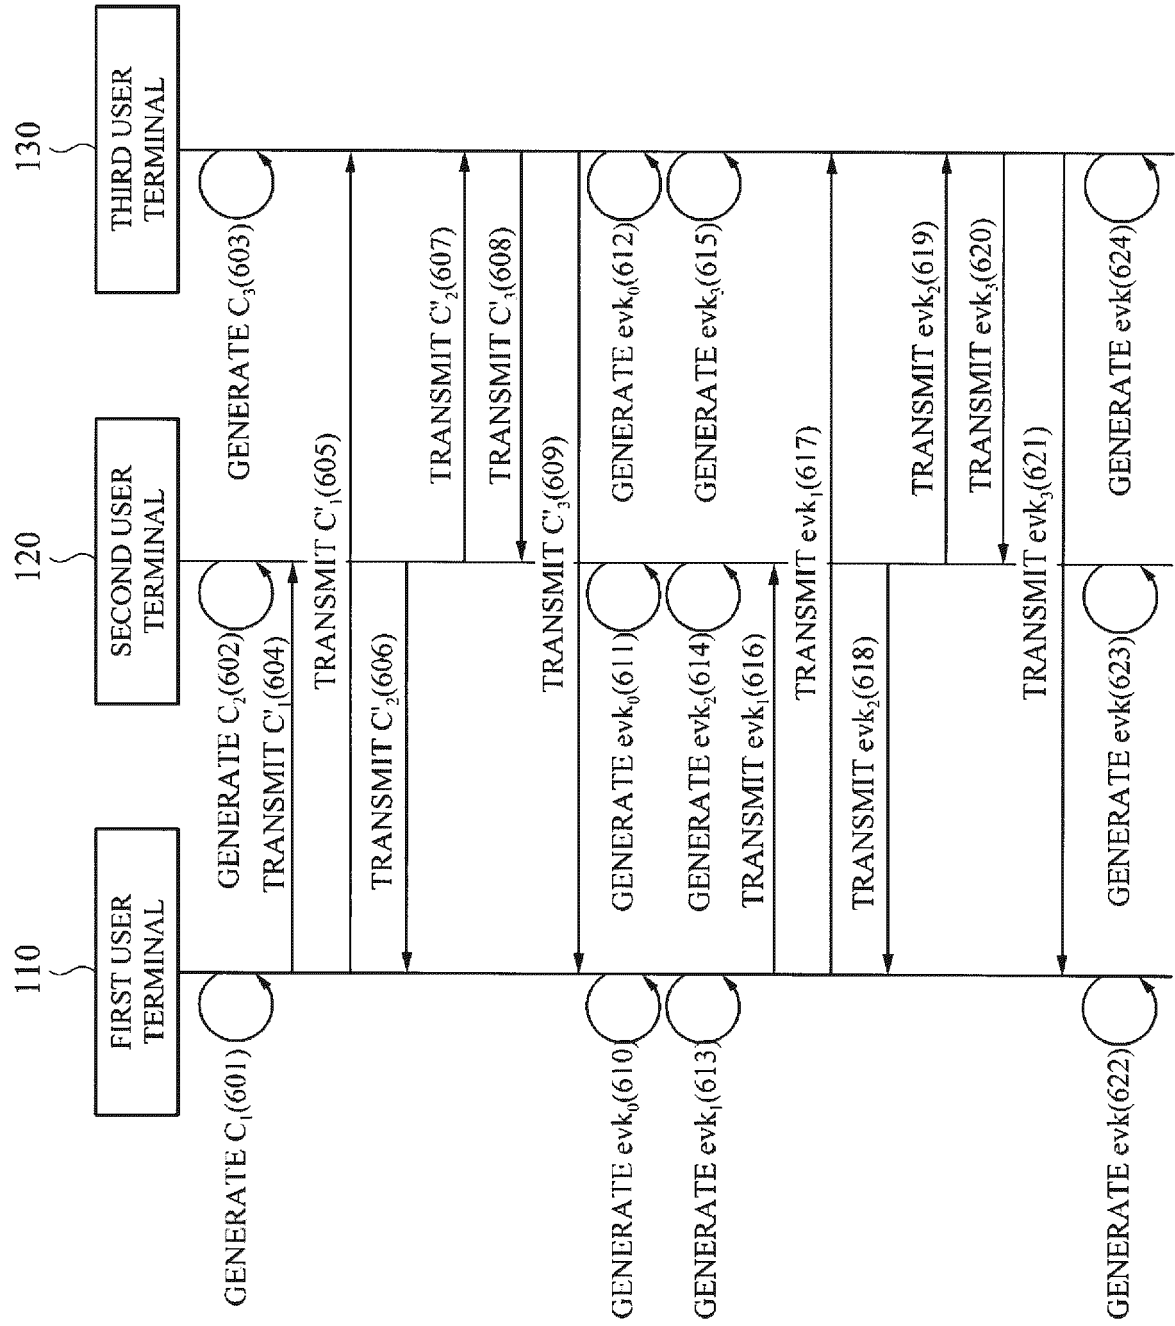 110
120
130
FIRST USER
TERMINAL
SECOND USER
TERMINAL
THIRD USER
TERMINAL
GENERATE C₁(601)
GENERATE C₂(602)
GENERATE C₃(603)
TRANSMIT C'₁(604)
TRANSMIT C'₁(605)
TRANSMIT C'₂(606)
TRANSMIT C'₂(607)
TRANSMIT C'₃(608)
TRANSMIT C'₃(609)
GENERATE evk₀(610)
GENERATE evk₀(611)
GENERATE evk₀(612)
GENERATE evk₁(613)
GENERATE evk₂(614)
GENERATE evk₃(615)
TRANSMIT evk₁(616)
TRANSMIT evk₁(617)
TRANSMIT evk₂(618)
TRANSMIT evk₂(619)
TRANSMIT evk₃(620)
TRANSMIT evk₃(621)
GENERATE evk(622)
GENERATE evk(623)
GENERATE evk(624)